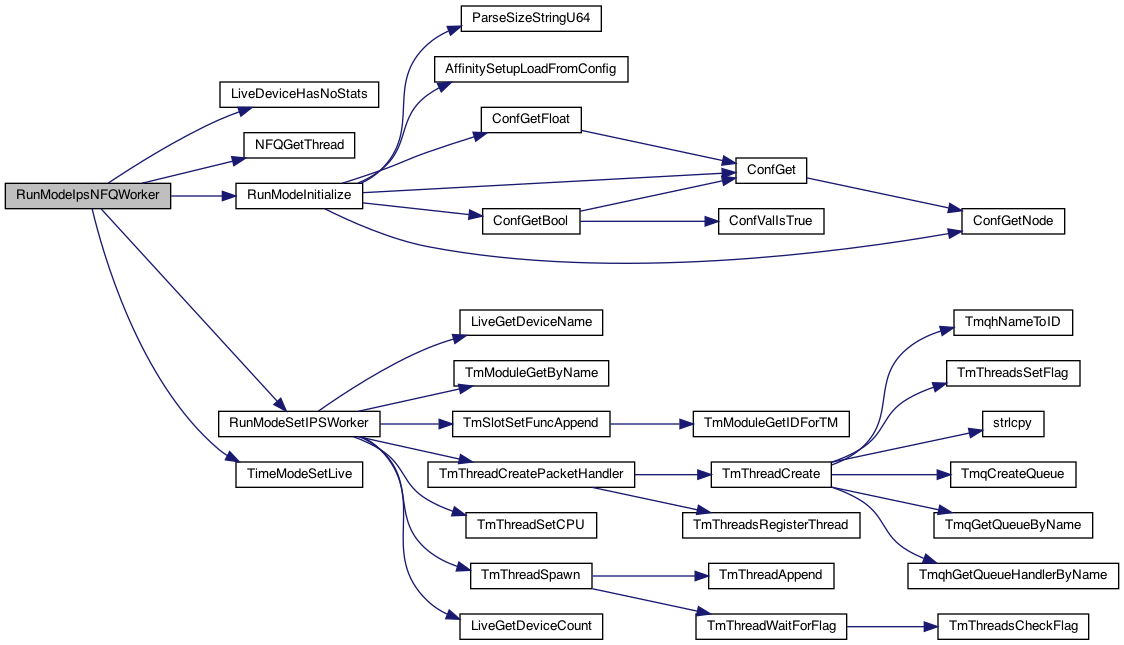 ParseSizeStringU64
AffinitySetupLoadFromConfig
LiveDeviceHasNoStats
ConfGetFloat
NFQGetThread
ConfGet
RunModeIpsNFQWorker
RunModeInitialize
ConfGetBool
ConfValIsTrue
ConfGetNode
LiveGetDeviceName
TmqhNameToID
TmModuleGetByName
TmThreadsSetFlag
RunModeSetIPSWorker
TmSlotSetFuncAppend
TmModuleGetIDForTM
strlcpy
TimeModeSetLive
TmThreadCreatePacketHandler
TmThreadCreate
TmqCreateQueue
TmThreadSetCPU
TmThreadsRegisterThread
TmqGetQueueByName
TmThreadSpawn
TmThreadAppend
TmqhGetQueueHandlerByName
LiveGetDeviceCount
TmThreadWaitForFlag
TmThreadsCheckFlag